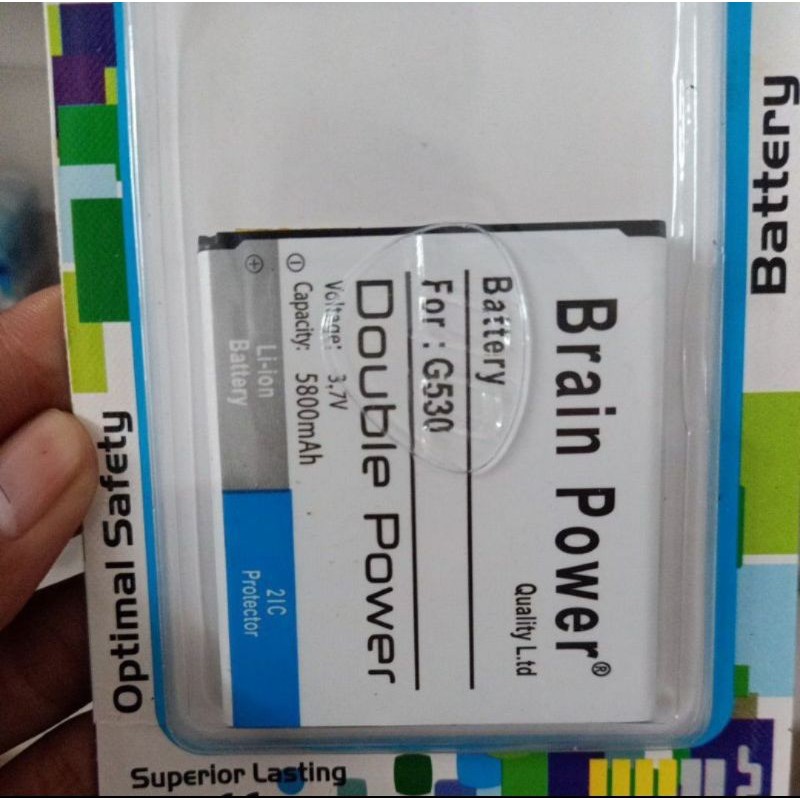 Battery
Brain Power®
Quality L.td
Battery
For : G530
Double Power
Voltage: 3,7V
Capacity: 5800mAh
Li-ion
Battery
2IC
Protector
Optimal Safety
Superior Lasting